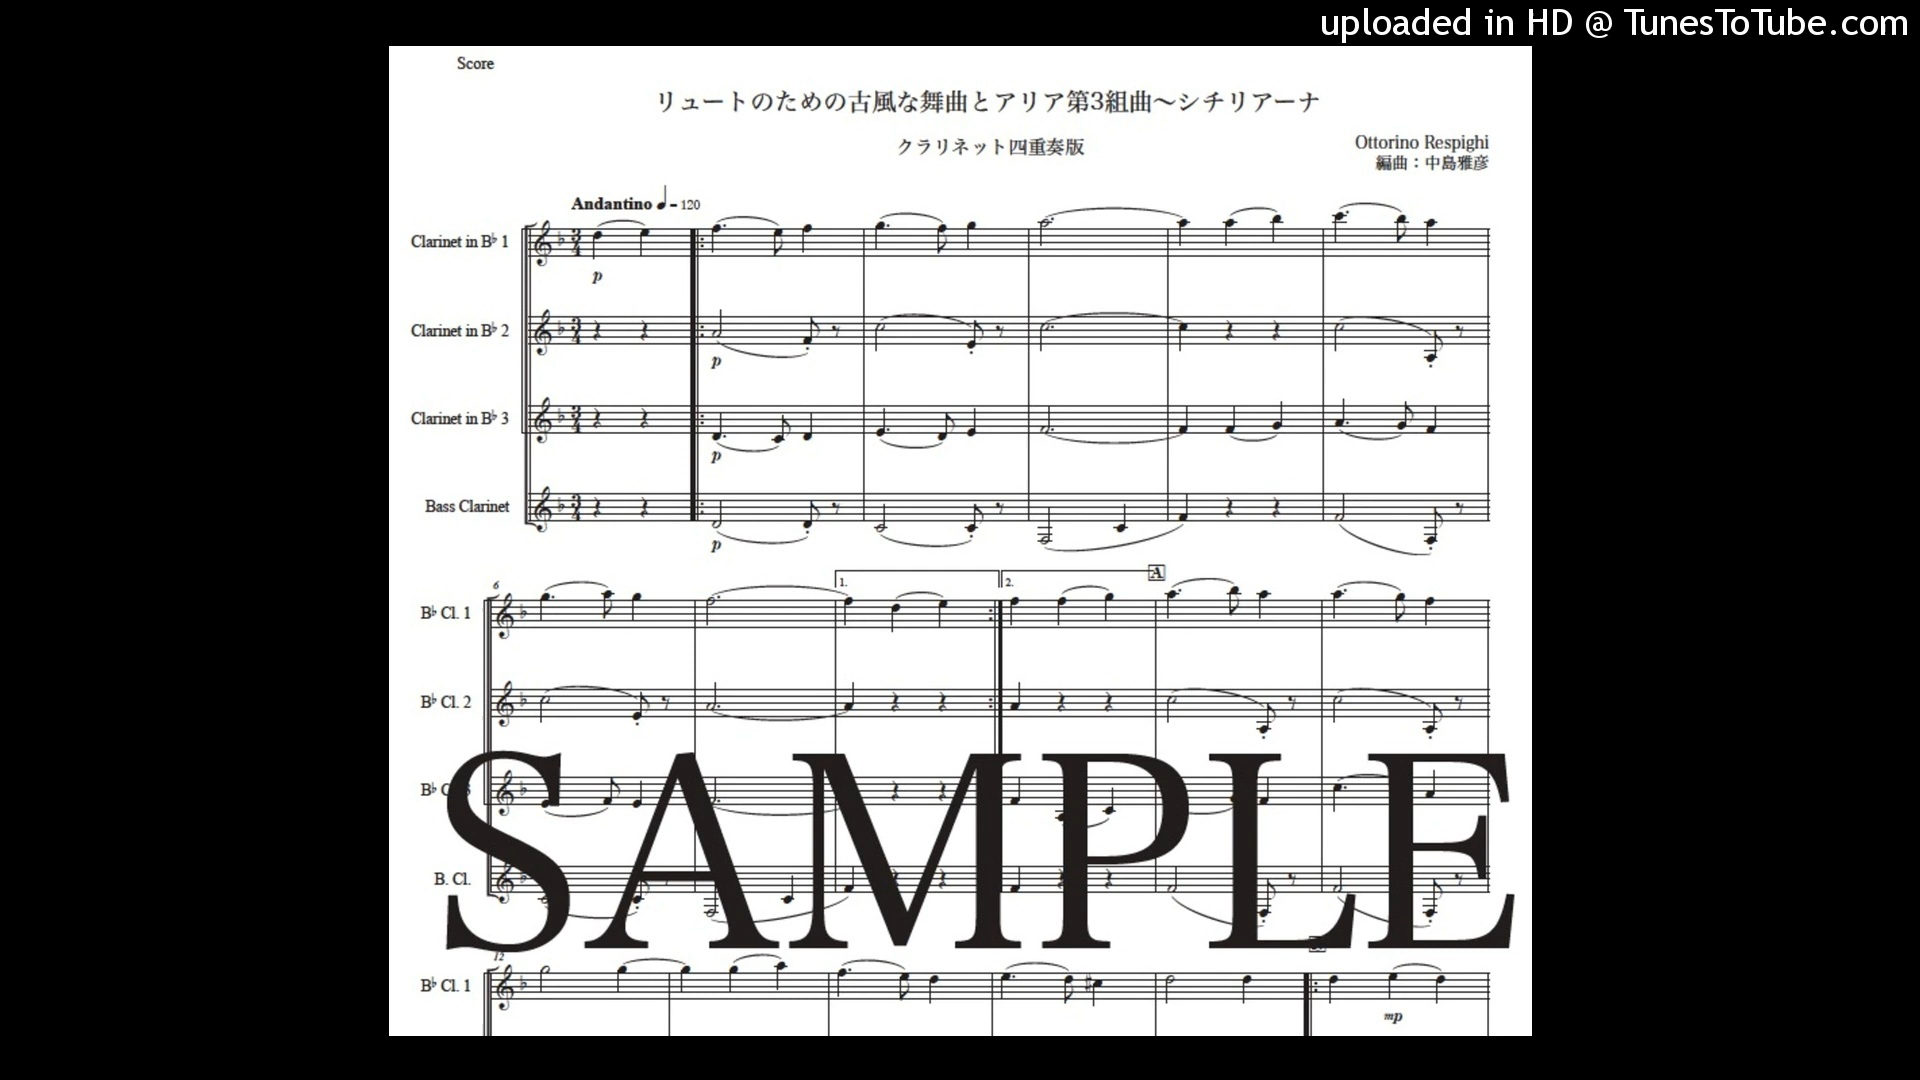 uploaded in HD @ TunesToTube.com
Score
リュートのための古風な舞曲とアリア第3組曲〜シチリアーナ
クラリネット四重奏版
Ottorino Respighi
編曲：中島雅彦
Andantino ♩= 120
Clarinet in B♭ 1
p
Clarinet in B♭ 2
p
Clarinet in B♭ 3
p
Bass Clarinet
p
6
1.
2.
A
B♭ Cl. 1
B♭ Cl. 2
B. Cl.
SAMPLE
12
B♭ Cl. 1
mp